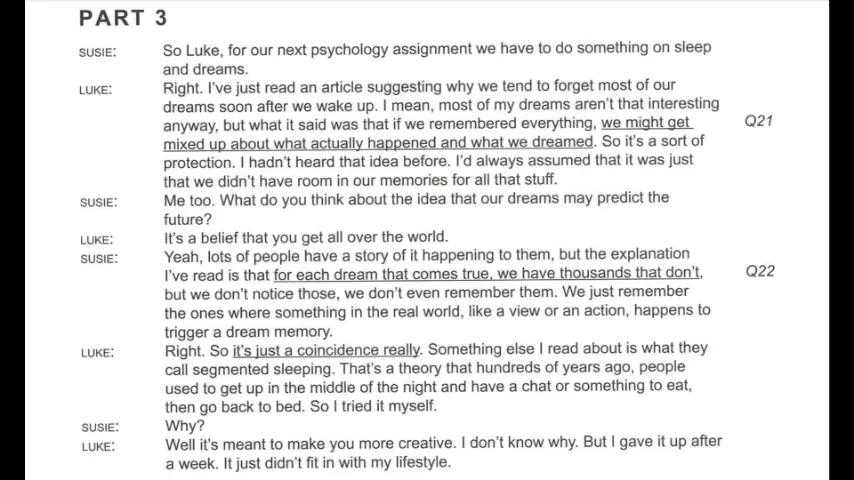 PART 3
SUSIE: So Luke, for our next psychology assignment we have to do something on sleep
and dreams.
LUKE: Right. I've just read an article suggesting why we tend to forget most of our
dreams soon after we wake up. I mean, most of my dreams aren't that interesting
anyway, but what it said was that if we remembered everything, we might get Q21
mixed up about what actually happened and what we dreamed. So it's a sort of
protection. I hadn't heard that idea before. I'd always assumed that it was just
that we didn't have room in our memories for all that stuff.
SUSIE: Me too. What do you think about the idea that our dreams may predict the
future?
LUKE: It's a belief that you get all over the world.
SUSIE: Yeah, lots of people have a story of it happening to them, but the explanation
I've read is that for each dream that comes true, we have thousands that don't, Q22
but we don't notice those, we don't even remember them. We just remember
the ones where something in the real world, like a view or an action, happens to
trigger a dream memory.
LUKE: Right. So it's just a coincidence really. Something else I read about is what they
call segmented sleeping. That's a theory that hundreds of years ago, people
used to get up in the middle of the night and have a chat or something to eat,
then go back to bed. So I tried it myself.
SUSIE: Why?
LUKE: Well it's meant to make you more creative. I don't know why. But I gave it up after
a week. It just didn't fit in with my lifestyle.